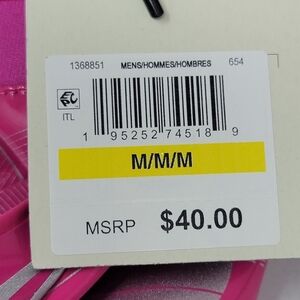 1368851 MENS/HOMMES/HOMBRES 654
ITL
1 95252 74518 9
M/M/M
MSRP $40.00